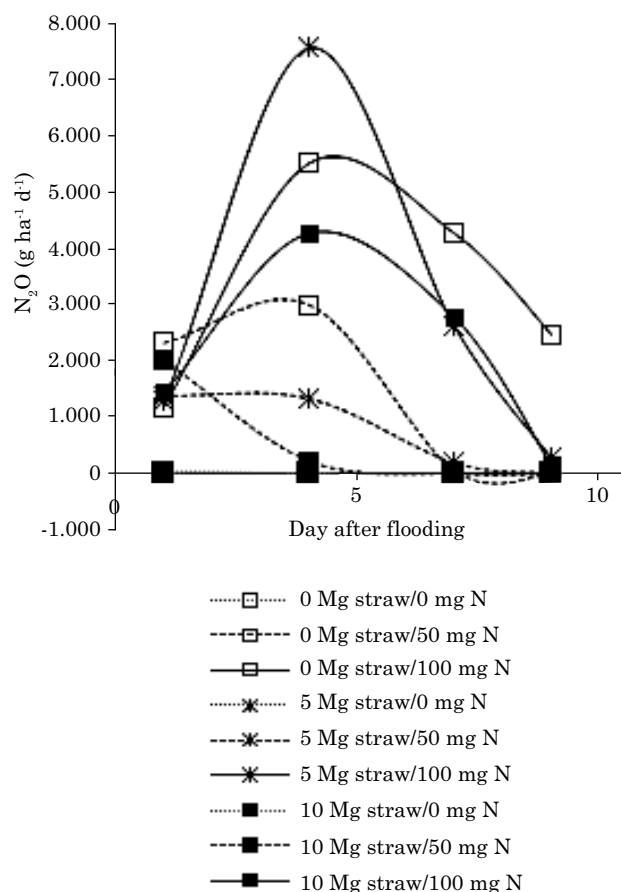 8.000
7.000
6.000
5.000
4.000
3.000
2.000
1.000
0
-1.000
N₂O (g ha⁻¹ d⁻¹)
0 5 10
Day after flooding
0 Mg straw/0 mg N
0 Mg straw/50 mg N
0 Mg straw/100 mg N
5 Mg straw/0 mg N
5 Mg straw/50 mg N
5 Mg straw/100 mg N
10 Mg straw/0 mg N
10 Mg straw/50 mg N
10 Mg straw/100 mg N